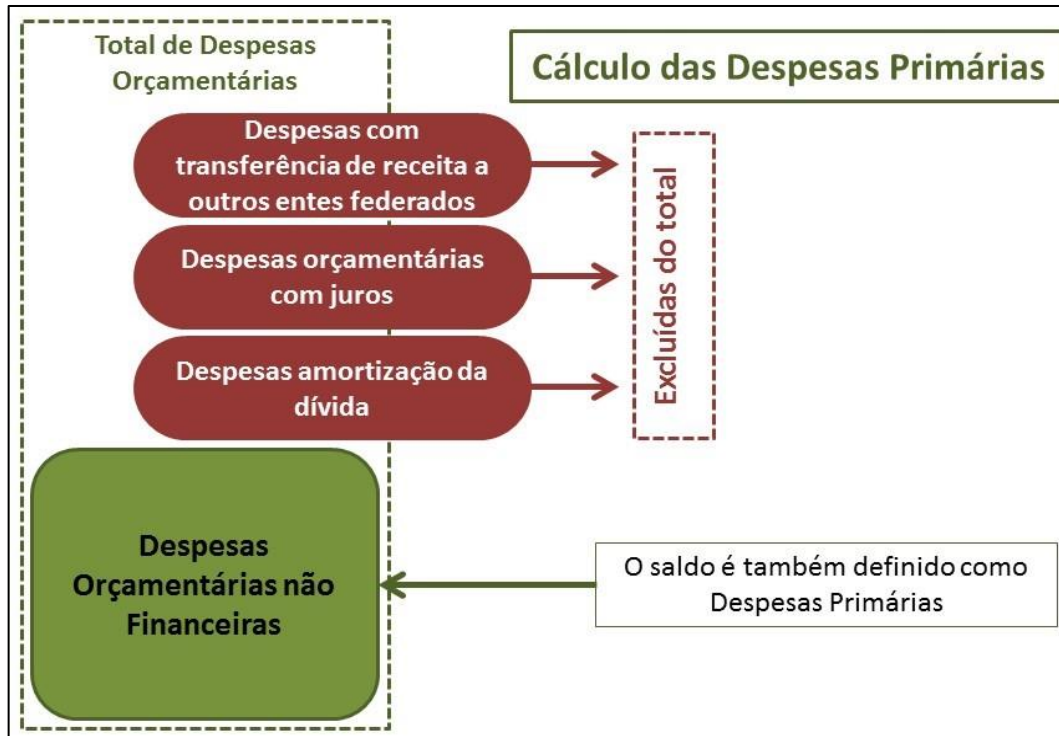 Total de Despesas
Orçamentárias
Cálculo das Despesas Primárias
Despesas com
transferência de receita a
outros entes federados
Despesas orçamentárias
com juros
Despesas amortização da
dívida
Excluídas do total
Despesas
Orçamentárias não
Financeiras
O saldo é também definido como
Despesas Primárias